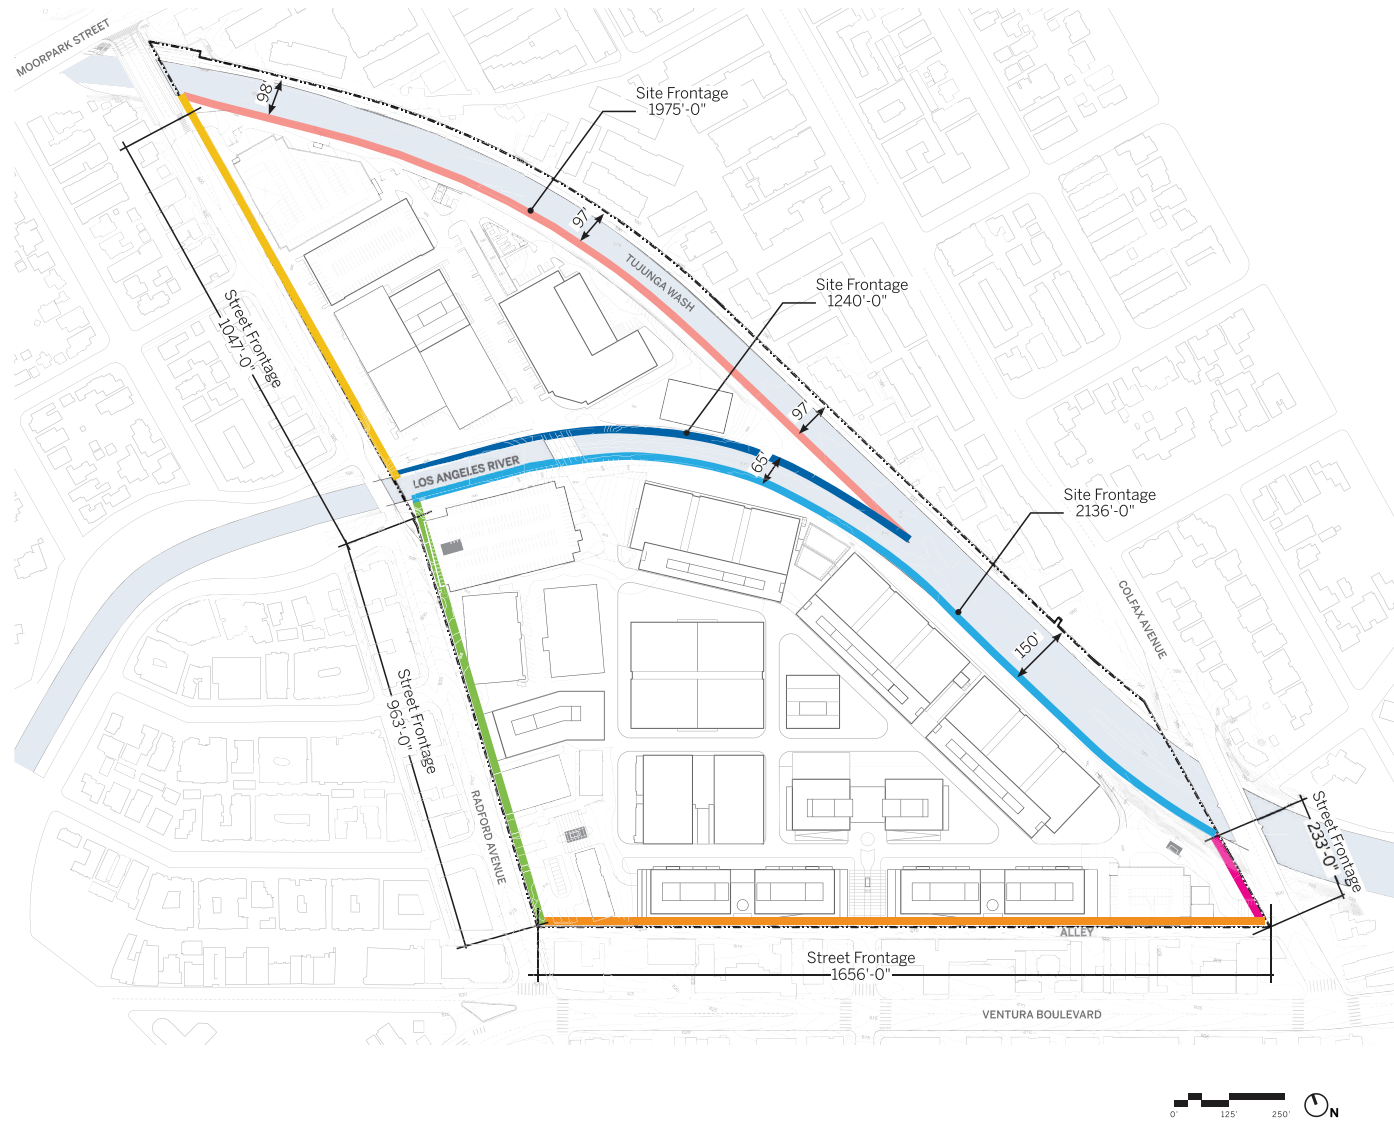 MOORPARK STREET
98'
Site Frontage
1975'-0"
97'
TUJUNGA WASH
Site Frontage
1240'-0"
Street Frontage
1047'-0"
97'
65'
LOS ANGELES RIVER
Site Frontage
2136'-0"
COLFAX AVENUE
150'
Street Frontage
963'-0"
RADFORD AVENUE
Street Frontage
233'-0"
ALLEY
Street Frontage
1656'-0"
VENTURA BOULEVARD
0' 125' 250'
N